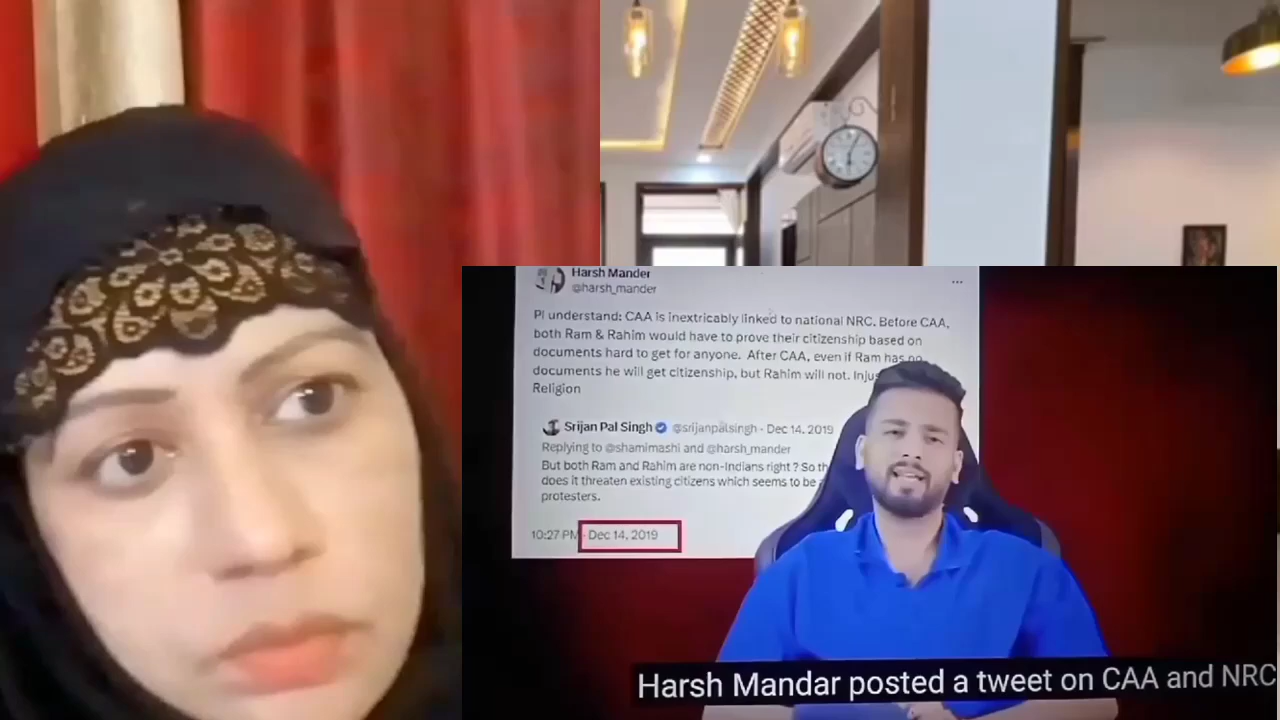 Harsh Mander
@harsh_mander
Pl understand: CAA is inextricably linked to national NRC. Before CAA,
both Ram & Rahim would have to prove their citizenship based on
documents hard to get for anyone. After CAA, even if Ram has no
documents he will get citizenship, but Rahim will not.
Religion
Srijan Pal Singh @srijanpalsingh - Dec 14, 2019
Replying to @shamimashi and @harsh_mander
But both Ram and Rahim are non-Indians right ? So
does it threaten existing citizens which seems to be
protesters.
10:27 PM · Dec 14, 2019
Harsh Mandar posted a tweet on CAA and NRC